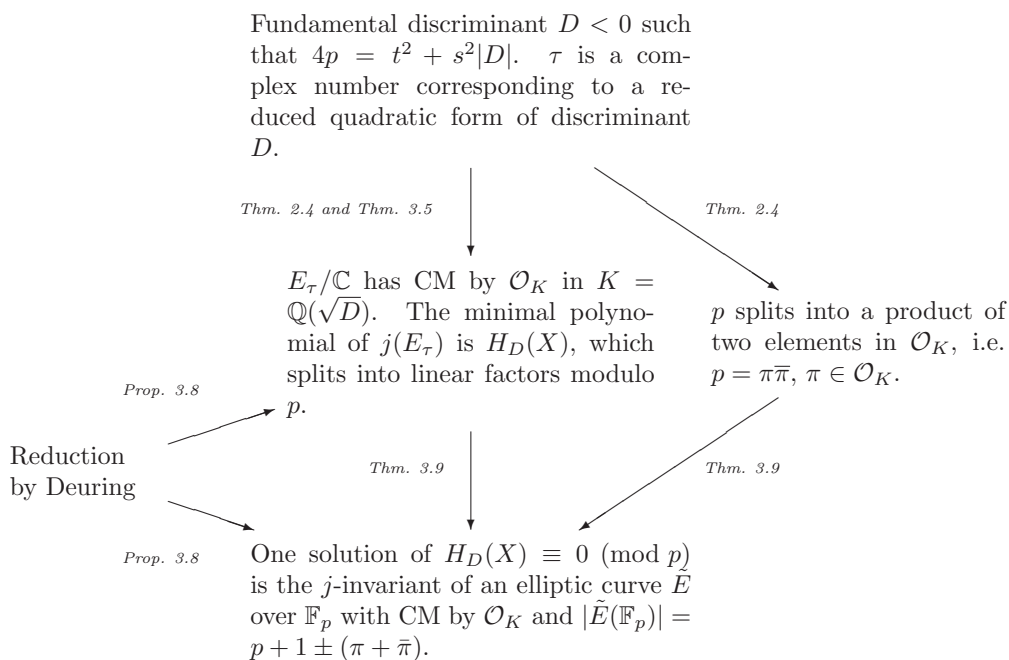 Fundamental discriminant D < 0 such
that 4p = t² + s²|D|. τ is a com-
plex number corresponding to a re-
duced quadratic form of discriminant
D.
Thm. 2.4 and Thm. 3.5
Thm. 2.4
E_τ/ℂ has CM by 𝒪_K in K =
ℚ(√D). The minimal polyno-
mial of j(E_τ) is H_D(X), which
splits into linear factors modulo
p.
p splits into a product of
two elements in 𝒪_K, i.e.
p = ππ̅, π ∈ 𝒪_K.
Prop. 3.8
Reduction
by Deuring
Thm. 3.9
Thm. 3.9
Prop. 3.8
One solution of H_D(X) ≡ 0 (mod p)
is the j-invariant of an elliptic curve Ẽ
over 𝔽_p with CM by 𝒪_K and |Ẽ(𝔽_p)| =
p + 1 ± (π + π̄).